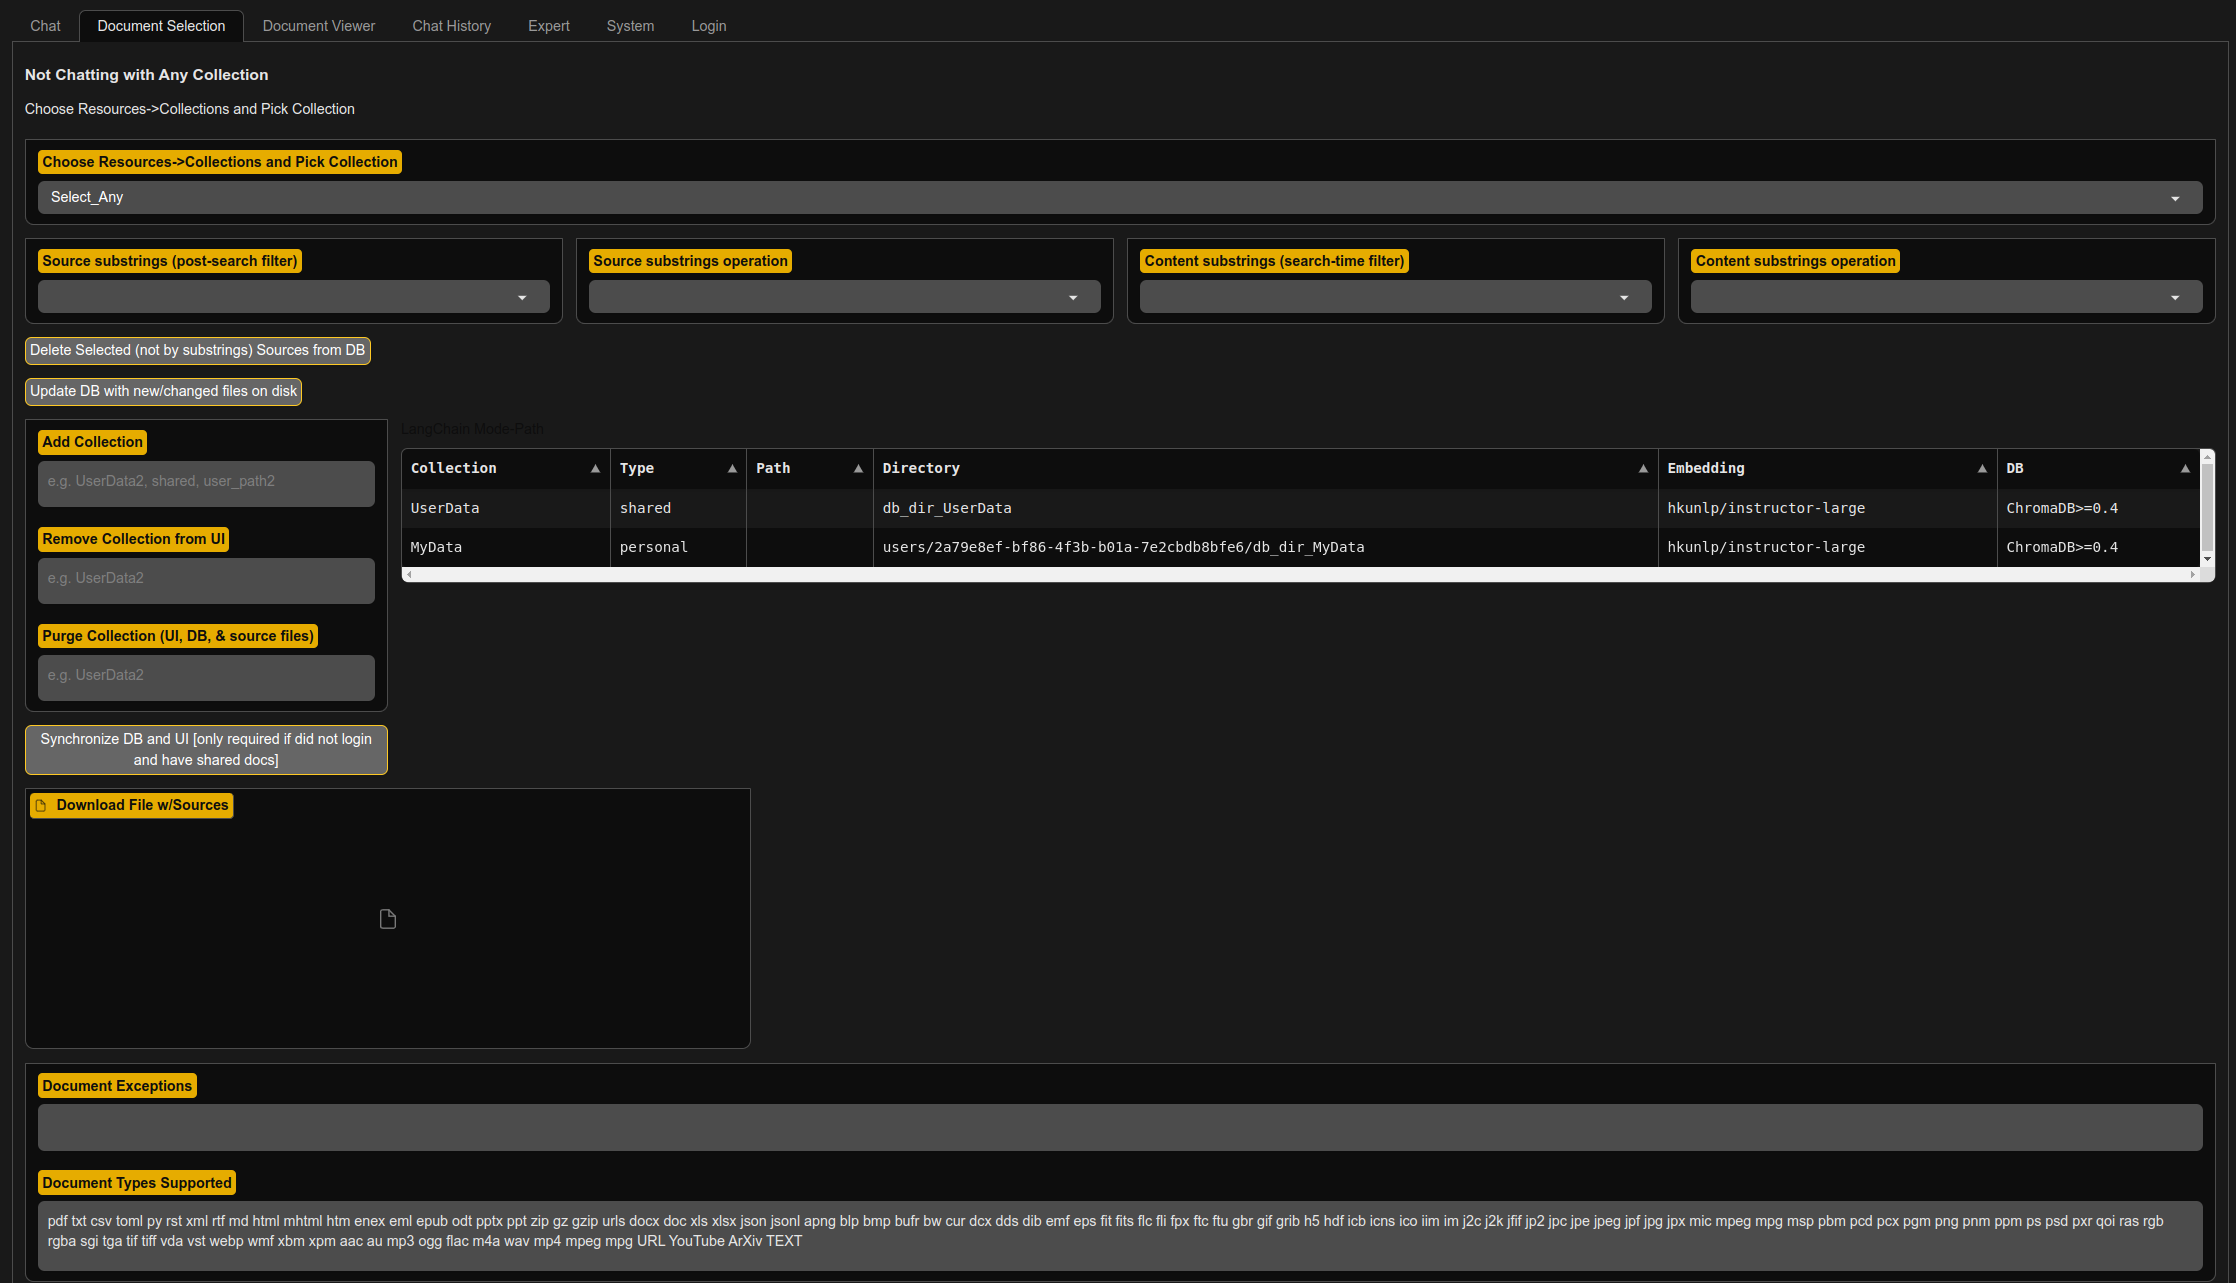 Chat Document Selection Document Viewer Chat History Expert System Login
Not Chatting with Any Collection
Choose Resources->Collections and Pick Collection
Choose Resources->Collections and Pick Collection
Select_Any
Source substrings (post-search filter) Source substrings operation Content substrings (search-time filter) Content substrings operation
Delete Selected (not by substrings) Sources from DB
Update DB with new/changed files on disk
Add Collection
e.g. UserData2, shared, user_path2
Remove Collection from UI
e.g. UserData2
Purge Collection (UI, DB, & source files)
e.g. UserData2
Synchronize DB and UI [only required if did not login
and have shared docs]
LangChain Mode-Path
Collection Type Path Directory Embedding DB
UserData shared db_dir_UserData hkunlp/instructor-large ChromaDB>=0.4
MyData personal users/2a79e8ef-bf86-4f3b-b01a-7e2cbdb8bfe6/db_dir_MyData hkunlp/instructor-large ChromaDB>=0.4
Download File w/Sources
Document Exceptions
Document Types Supported
pdf txt csv toml py rst xml rtf md html mhtml htm enex eml epub odt pptx ppt zip gz gzip urls docx doc xls xlsx json jsonl apng blp bmp bufr bw cur dcx dds dib emf eps fit fits flc fli fpx ftc ftu gbr gif grib h5 hdf icb icns ico iim im j2c j2k jfif jp2 jpc jpe jpeg jpf jpg jpx mic mpeg mpg msp pbm pcd pcx pgm png pnm ppm ps psd pxr qoi ras rgb
rgba sgi tga tif tiff vda vst webp wmf xbm xpm aac au mp3 ogg flac m4a wav mp4 mpeg mpg URL YouTube ArXiv TEXT